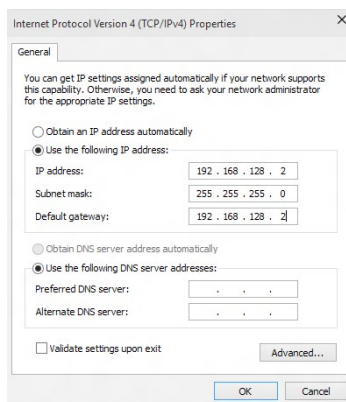 Internet Protocol Version 4 (TCP/IPv4) Properties
General
You can get IP settings assigned automatically if your network supports
this capability. Otherwise, you need to ask your network administrator
for the appropriate IP settings.
Obtain an IP address automatically
Use the following IP address:
IP address: 192 . 168 . 128 . 2
Subnet mask: 255 . 255 . 255 . 0
Default gateway: 192 . 168 . 128 . 2
Obtain DNS server address automatically
Use the following DNS server addresses:
Preferred DNS server: . . .
Alternate DNS server: . . .
Validate settings upon exit
Advanced...
OK Cancel